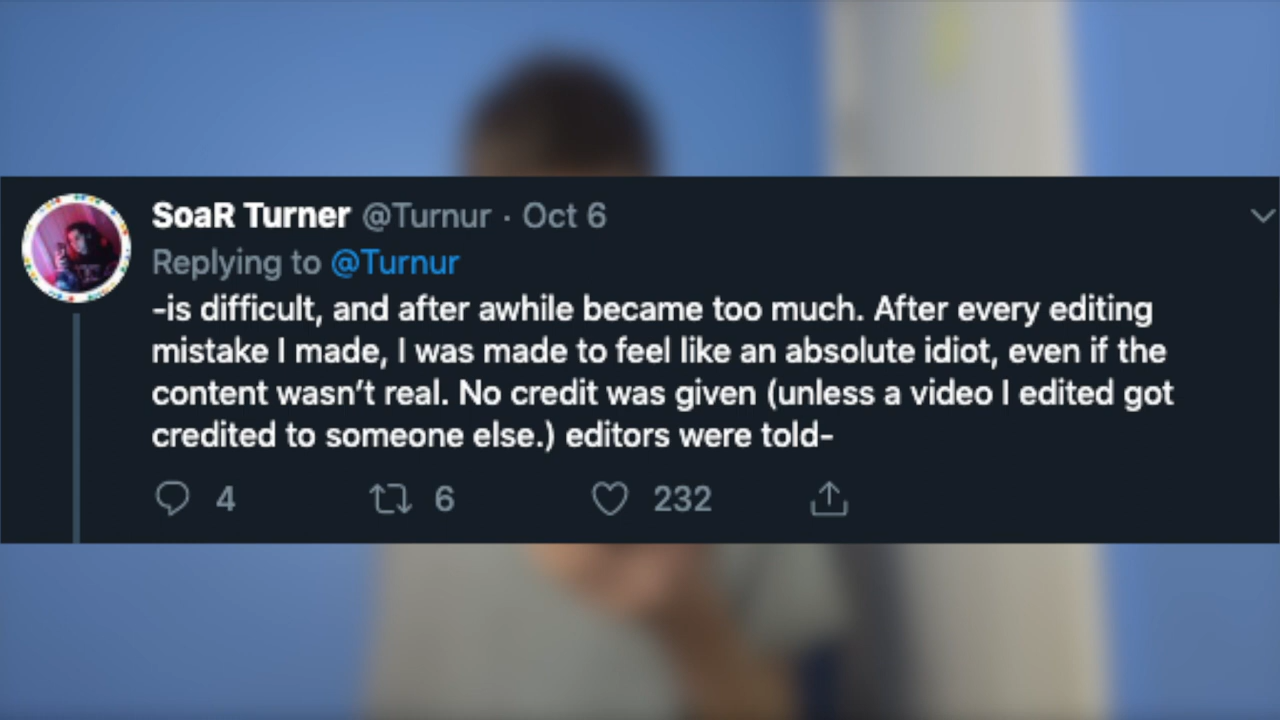 SoaR Turner @Turnur · Oct 6
Replying to @Turnur
-is difficult, and after awhile became too much. After every editing
mistake I made, I was made to feel like an absolute idiot, even if the
content wasn’t real. No credit was given (unless a video I edited got
credited to someone else.) editors were told-
4 6 232